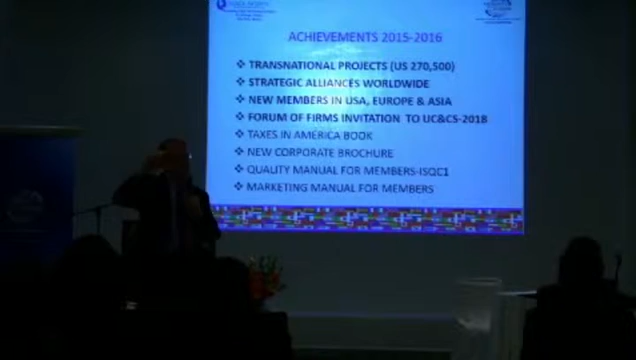 ACHIEVEMENTS 2015-2016
❖ TRANSNATIONAL PROJECTS (US 270,500)
❖ STRATEGIC ALLIANCES WORLDWIDE
❖ NEW MEMBERS IN USA, EUROPE & ASIA
❖ FORUM OF FIRMS INVITATION TO UC&CS-2018
❖ TAXES IN AMERICA BOOK
❖ NEW CORPORATE BROCHURE
❖ QUALITY MANUAL FOR MEMBERS-ISQC1
❖ MARKETING MANUAL FOR MEMBERS